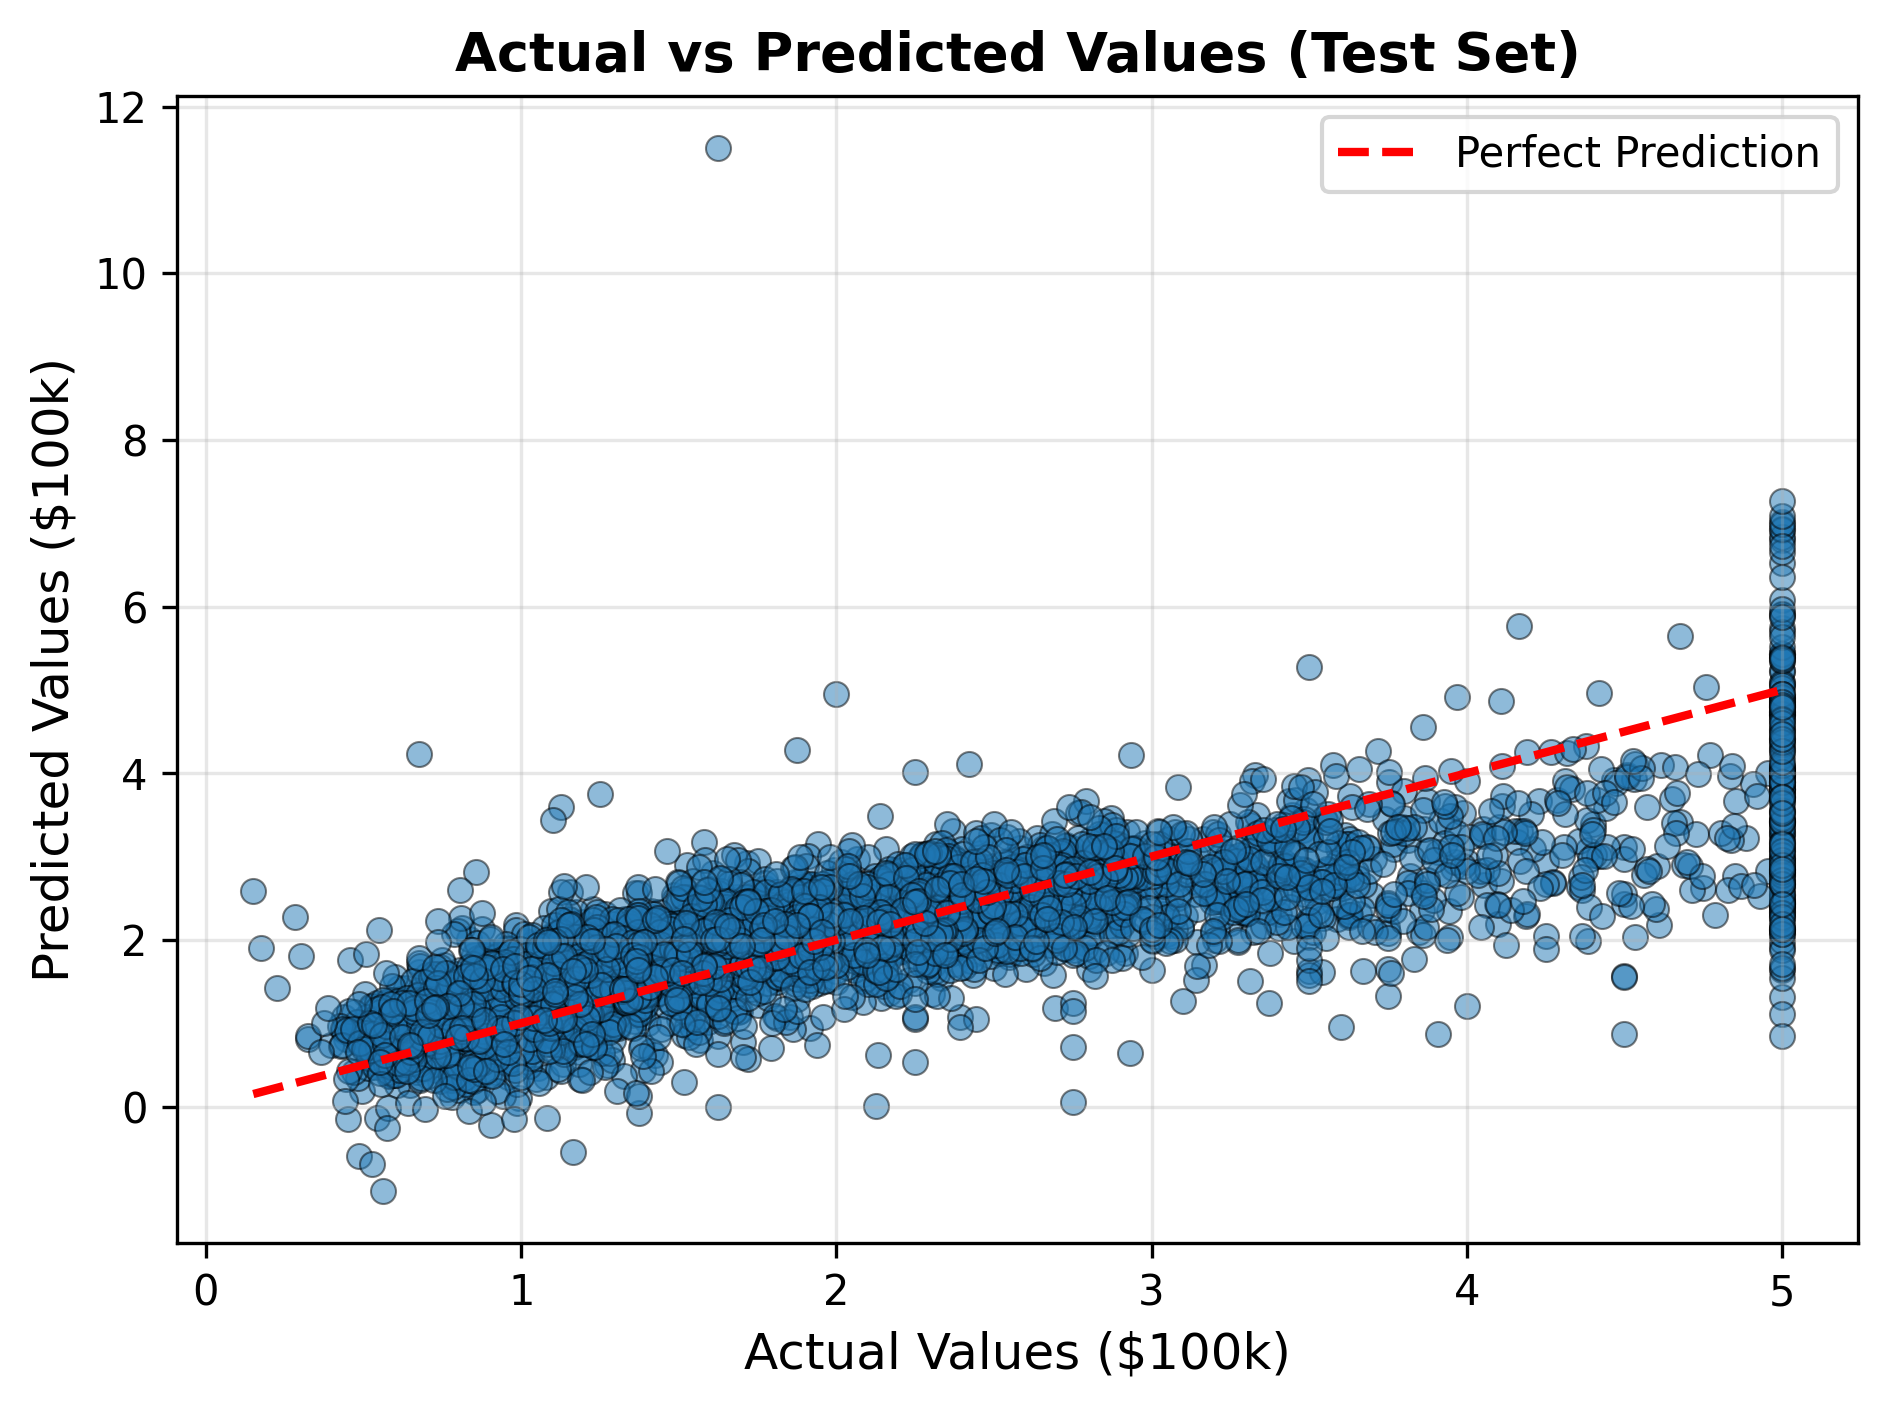 Actual vs Predicted Values (Test Set)
Perfect Prediction
Predicted Values ($100k)
12
10
8
6
4
2
0
0 1 2 3 4 5
Actual Values ($100k)